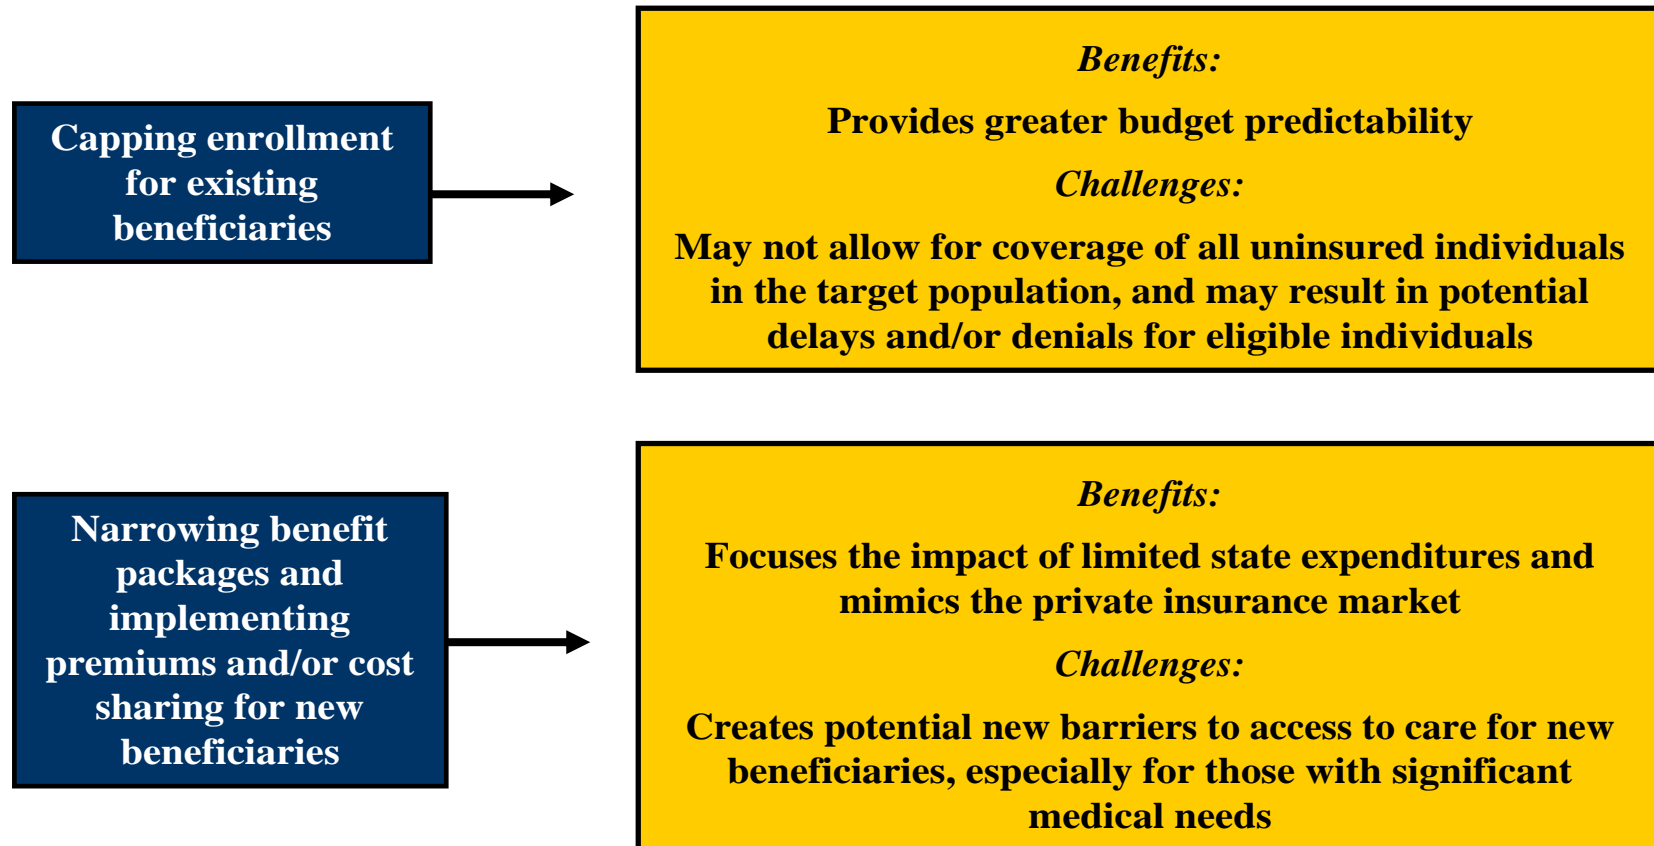 Capping enrollment
for existing
beneficiaries
Benefits:
Provides greater budget predictability
Challenges:
May not allow for coverage of all uninsured individuals
in the target population, and may result in potential
delays and/or denials for eligible individuals
Narrowing benefit
packages and
implementing
premiums and/or cost
sharing for new
beneficiaries
Benefits:
Focuses the impact of limited state expenditures and
mimics the private insurance market
Challenges:
Creates potential new barriers to access to care for new
beneficiaries, especially for those with significant
medical needs